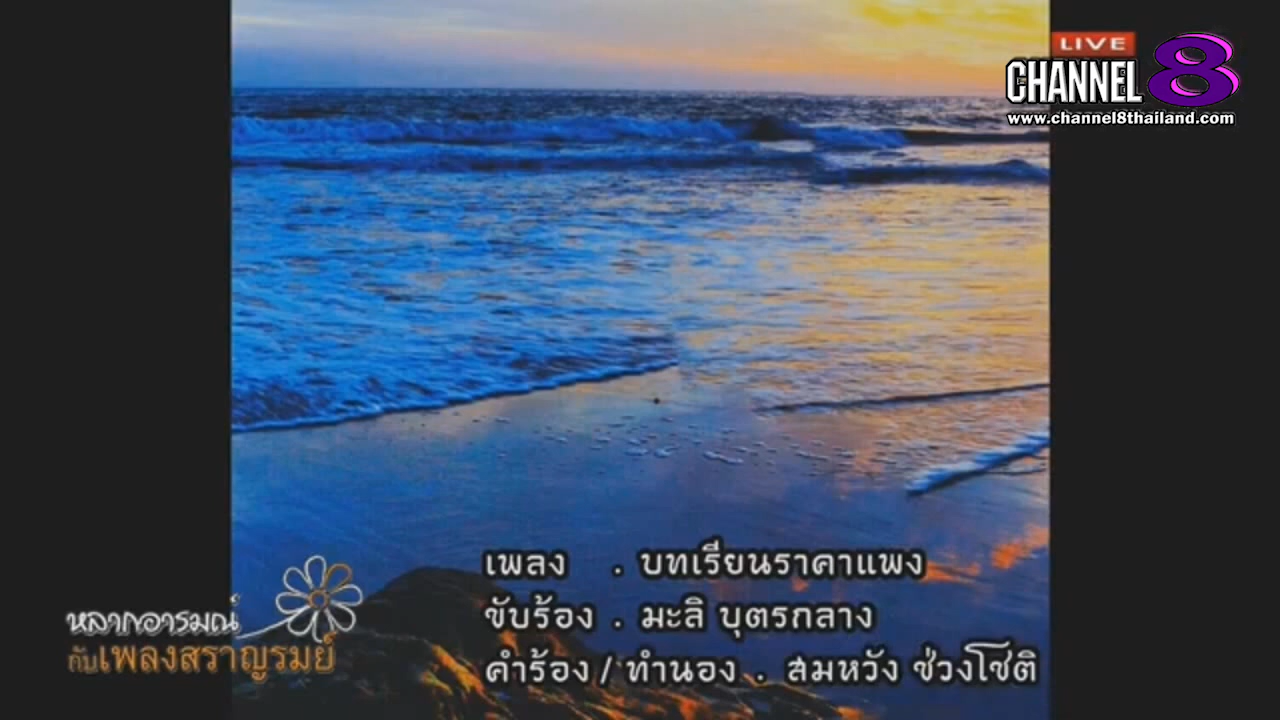 LIVE
CHANNEL 8
www.channel8thailand.com
เพลง . บทเรียนราคาแพง
ขับร้อง . มะลิ บุตรกลาง
คำร้อง / ทำนอง . สมหวัง ช่วงโชติ
หลากอารมณ์
กับเพลงสราญรมย์